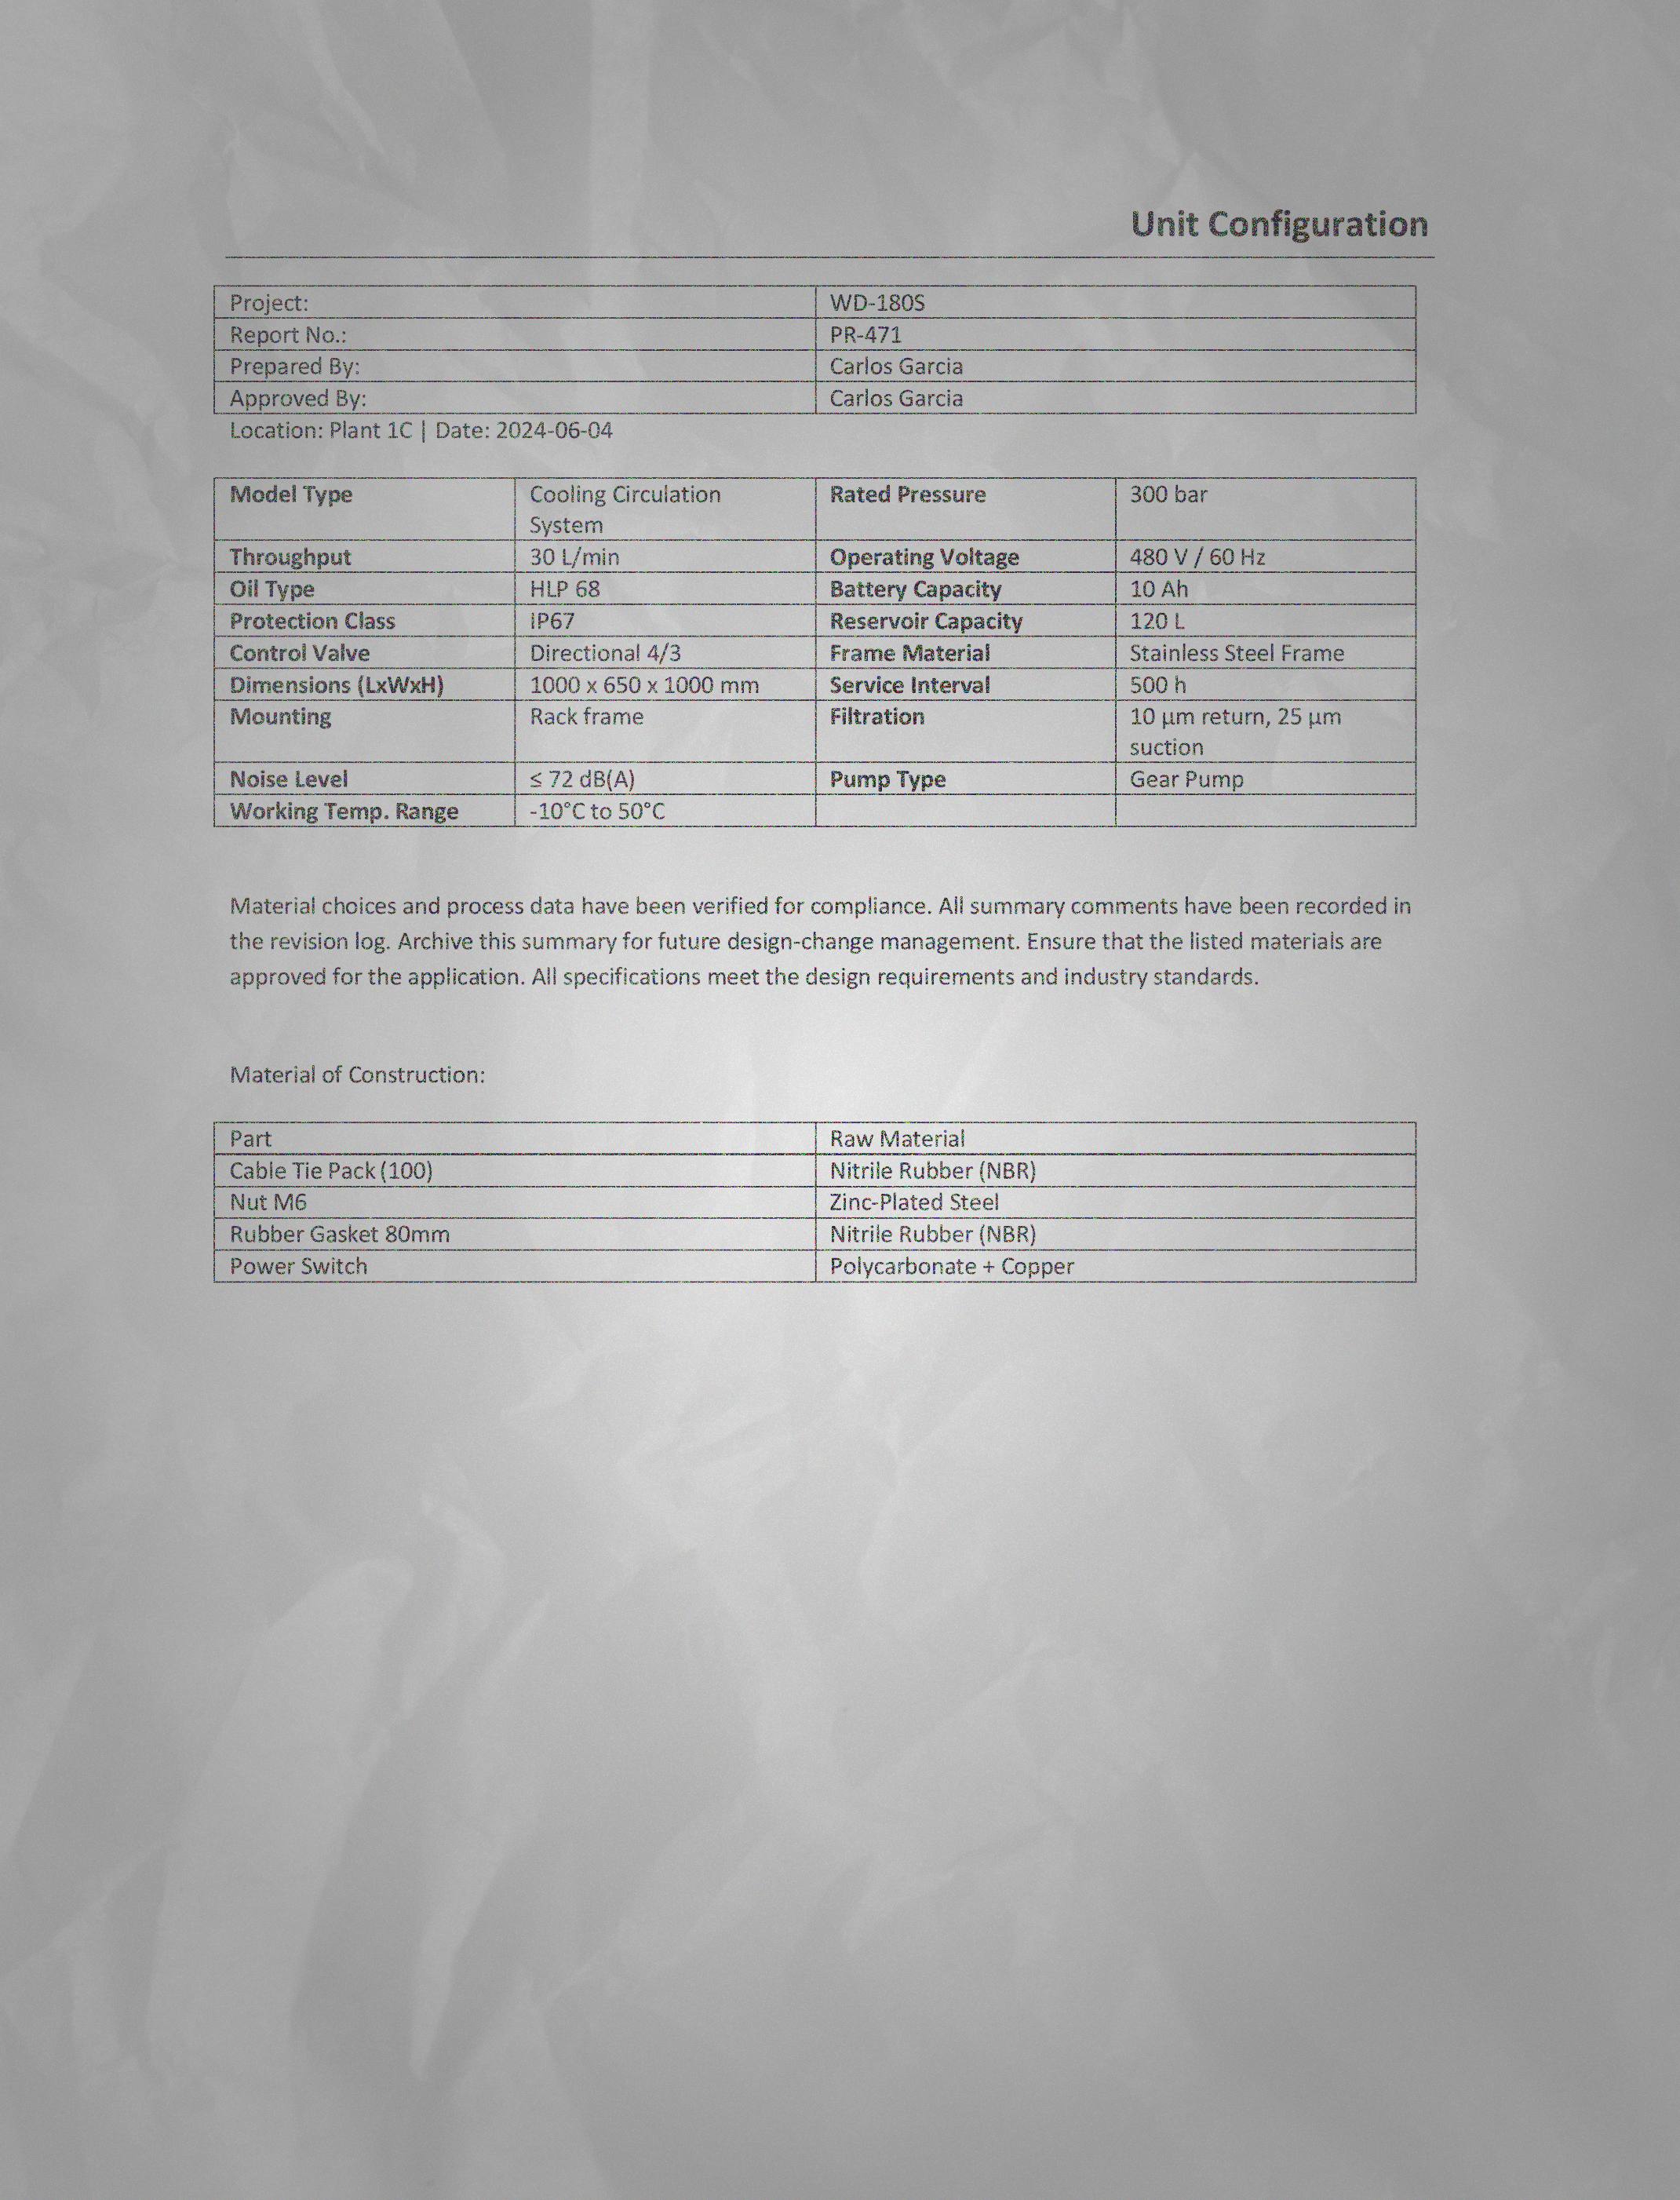 Unit Configuration
Project: WD-180S
Report No.: PR-471
Prepared By: Carlos Garcia
Approved By: Carlos Garcia
Location: Plant 1C | Date: 2024-06-04
Model Type Cooling Circulation System Rated Pressure 300 bar
Throughput 30 L/min Operating Voltage 480 V / 60 Hz
Oil Type HLP 68 Battery Capacity 10 Ah
Protection Class IP67 Reservoir Capacity 120 L
Control Valve Directional 4/3 Frame Material Stainless Steel Frame
Dimensions (LxWxH) 1000 x 650 x 1000 mm Service Interval 500 h
Mounting Rack frame Filtration 10 µm return, 25 µm suction
Noise Level ≤ 72 dB(A) Pump Type Gear Pump
Working Temp. Range -10°C to 50°C
Material choices and process data have been verified for compliance. All summary comments have been recorded in
the revision log. Archive this summary for future design-change management. Ensure that the listed materials are
approved for the application. All specifications meet the design requirements and industry standards.
Material of Construction:
Part Raw Material
Cable Tie Pack (100) Nitrile Rubber (NBR)
Nut M6 Zinc-Plated Steel
Rubber Gasket 80mm Nitrile Rubber (NBR)
Power Switch Polycarbonate + Copper